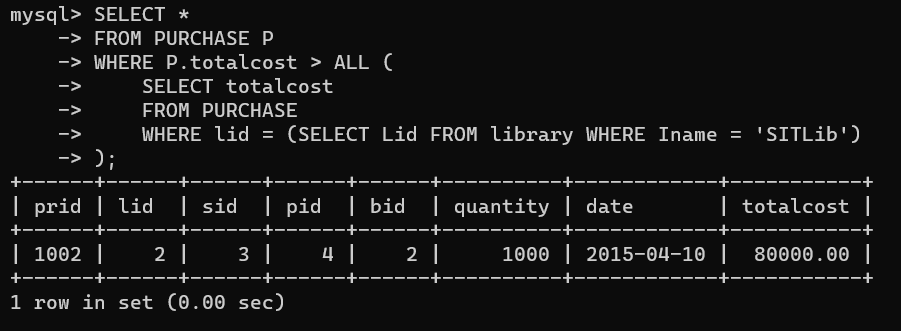 mysql> SELECT *
    -> FROM PURCHASE P
    -> WHERE P.totalcost > ALL (
    ->     SELECT totalcost
    ->     FROM PURCHASE
    ->     WHERE lid = (SELECT Lid FROM library WHERE Iname = 'SITLib')
    -> );
+------+------+------+------+------+----------+------------+-----------+
| prid | lid  | sid  | pid  | bid  | quantity | date       | totalcost |
+------+------+------+------+------+----------+------------+-----------+
| 1002 |    2 |    3 |    4 |    2 |     1000 | 2015-04-10 |  80000.00 |
+------+------+------+------+------+----------+------------+-----------+
1 row in set (0.00 sec)